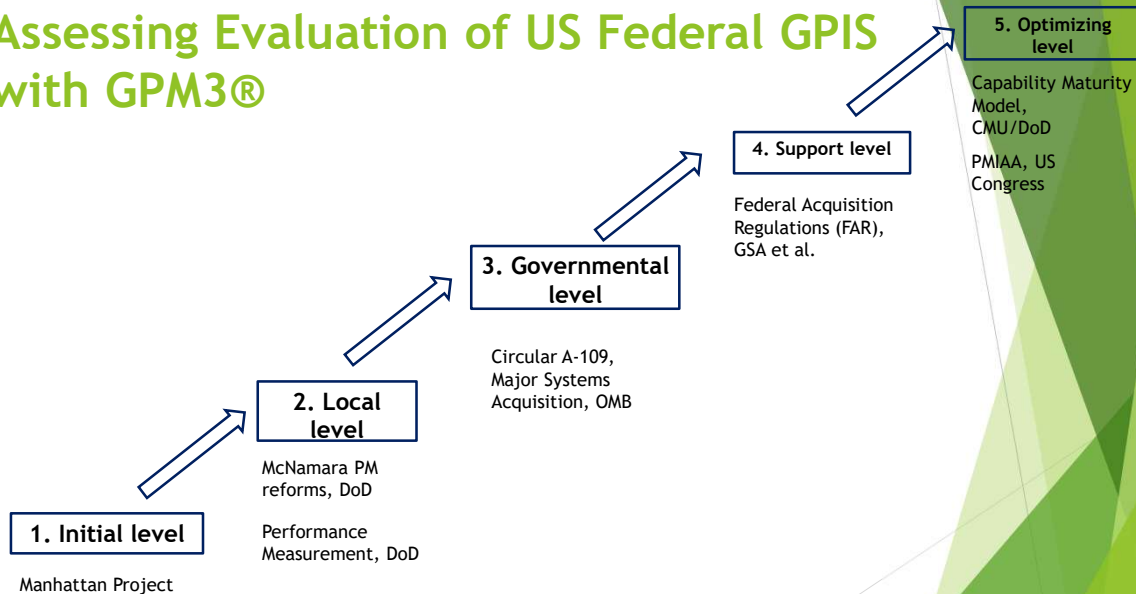 Assessing Evaluation of US Federal GPIS
with GPM3®
5. Optimizing
level
Capability Maturity
Model,
CMU/DoD
PMIAA, US
Congress
4. Support level
Federal Acquisition
Regulations (FAR),
GSA et al.
3. Governmental
level
Circular A-109,
Major Systems
Acquisition, OMB
2. Local
level
McNamara PM
reforms, DoD
Performance
Measurement, DoD
1. Initial level
Manhattan Project